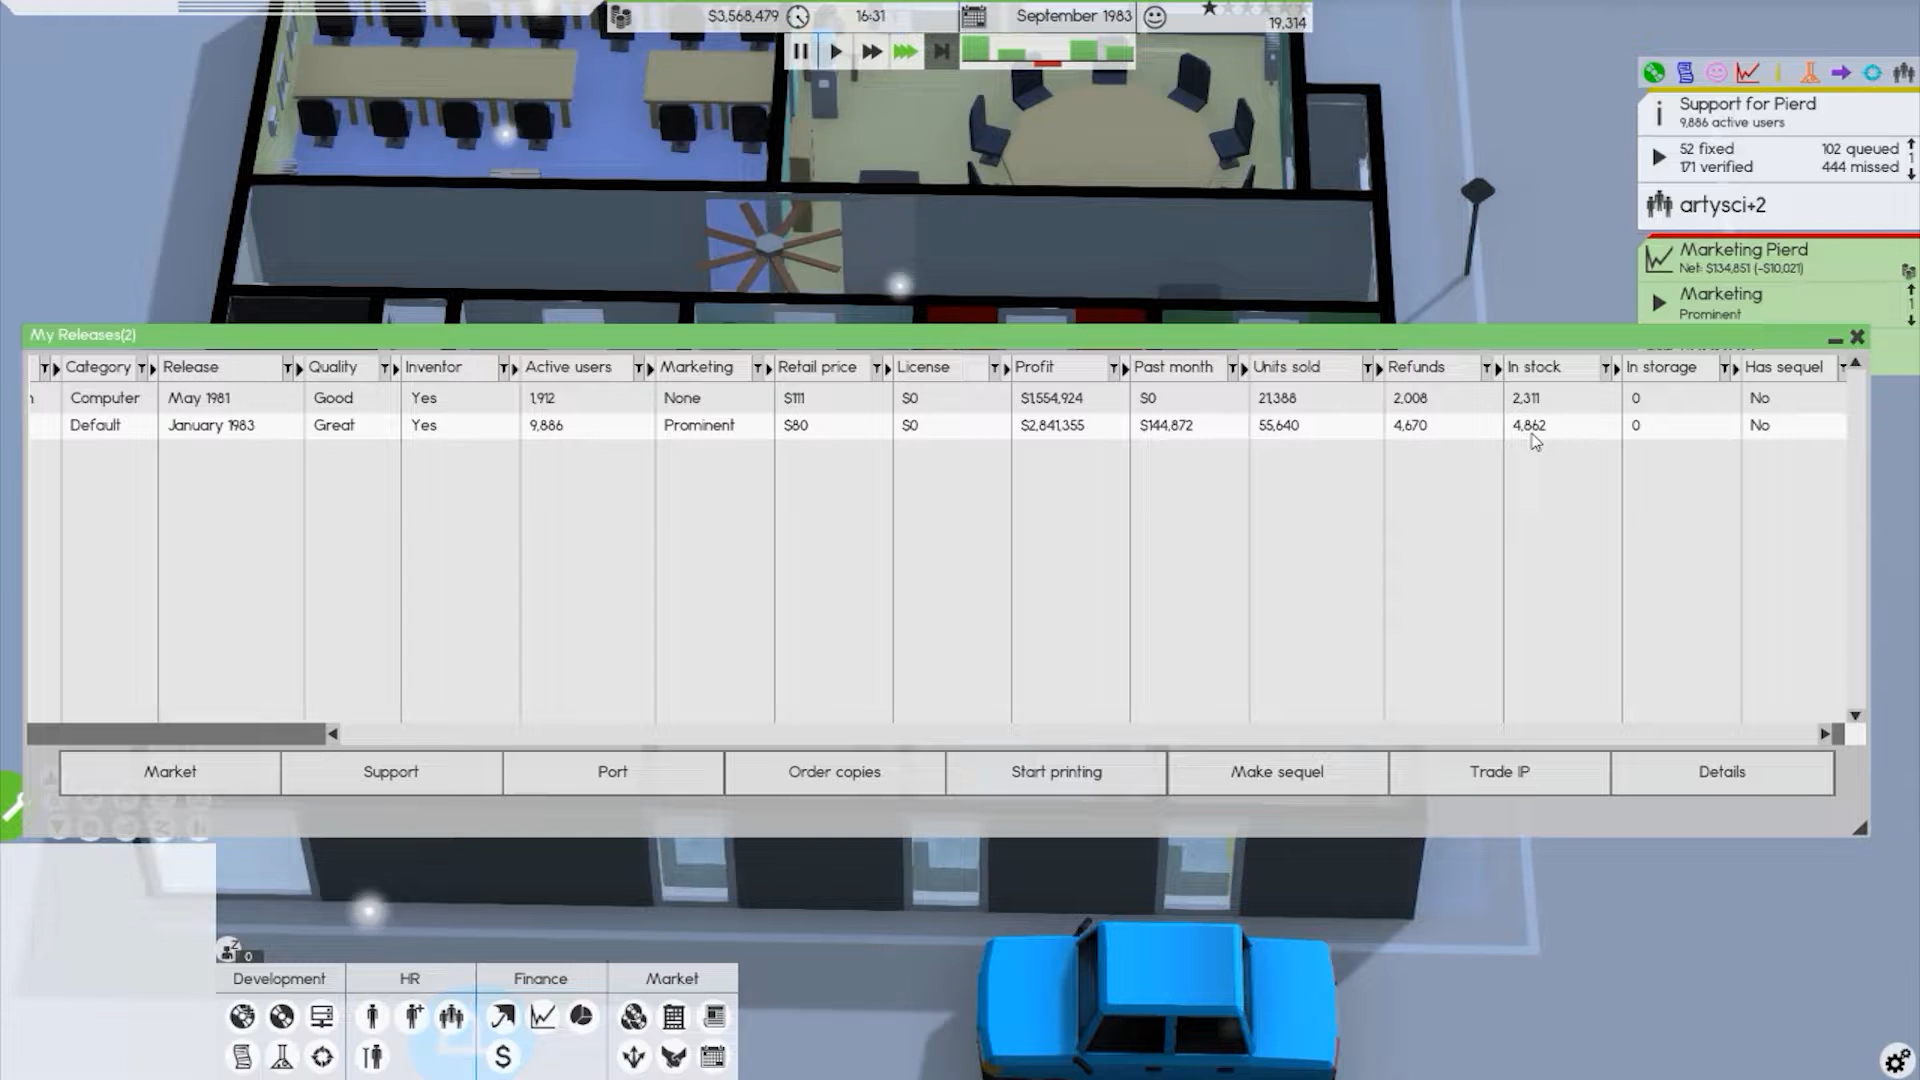 $3,568,479
16:31
September 1983
19,314
Support for Pierd
9,886 active users
52 fixed
102 queued
171 verified
444 missed
1
artysci+2
Marketing Pierd
Net: $134,851 (-$10,021)
Marketing
Prominent
1
My Releases(2)
Category Release Quality Inventor Active users Marketing Retail price License Profit Past month Units sold Refunds In stock In storage Has sequel
Computer May 1981 Good Yes 1,912 None $111 $0 $1,554,924 $0 21,388 2,008 2,311 0 No
Default January 1983 Great Yes 9,886 Prominent $80 $0 $2,841,355 $144,872 55,640 4,670 4,862 0 No
Market Support Port Order copies Start printing Make sequel Trade IP Details
Z
0
Development HR Finance Market